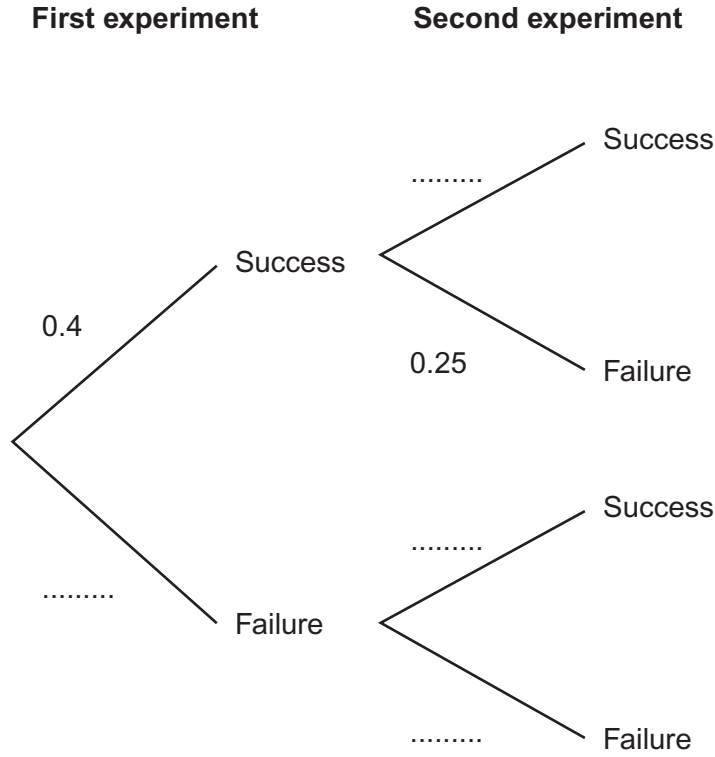 First experiment
Second experiment
.........
Success
Success
0.4
0.25
Failure
Success
.........
.........
Failure
.........
Failure